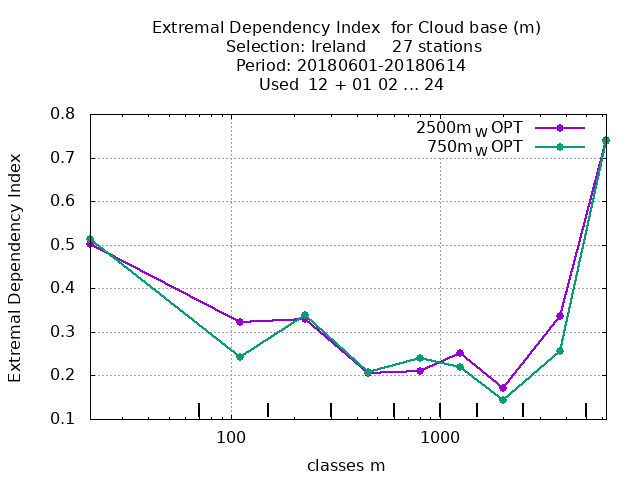 Extremal Dependency Index  for Cloud base (m)
Selection: Ireland     27 stations
Period: 20180601-20180614
Used  12 + 01 02 ... 24
2500m_W OPT
750m_W OPT
Extremal Dependency Index
0.8
0.7
0.6
0.5
0.4
0.3
0.2
0.1
100
1000
classes m